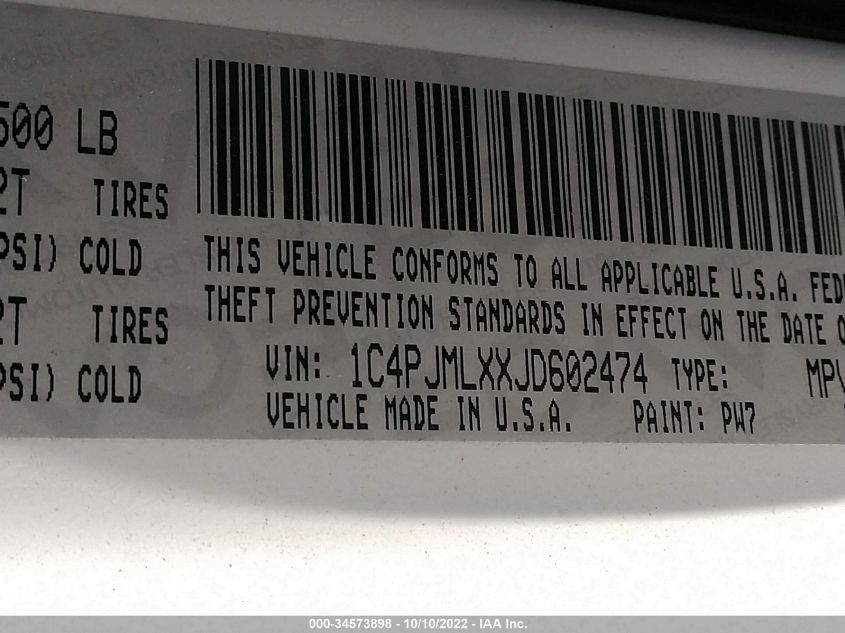 500 LB
2T TIRES
PSI) COLD
2T TIRES
PSI) COLD
THIS VEHICLE CONFORMS TO ALL APPLICABLE U.S.A. FED
THEFT PREVENTION STANDARDS IN EFFECT ON THE DATE O
VIN: 1C4PJMLXXJD602474 TYPE: MPV
VEHICLE MADE IN U.S.A. PAINT: PW7
000-34573898 - 10/10/2022 - IAA Inc.